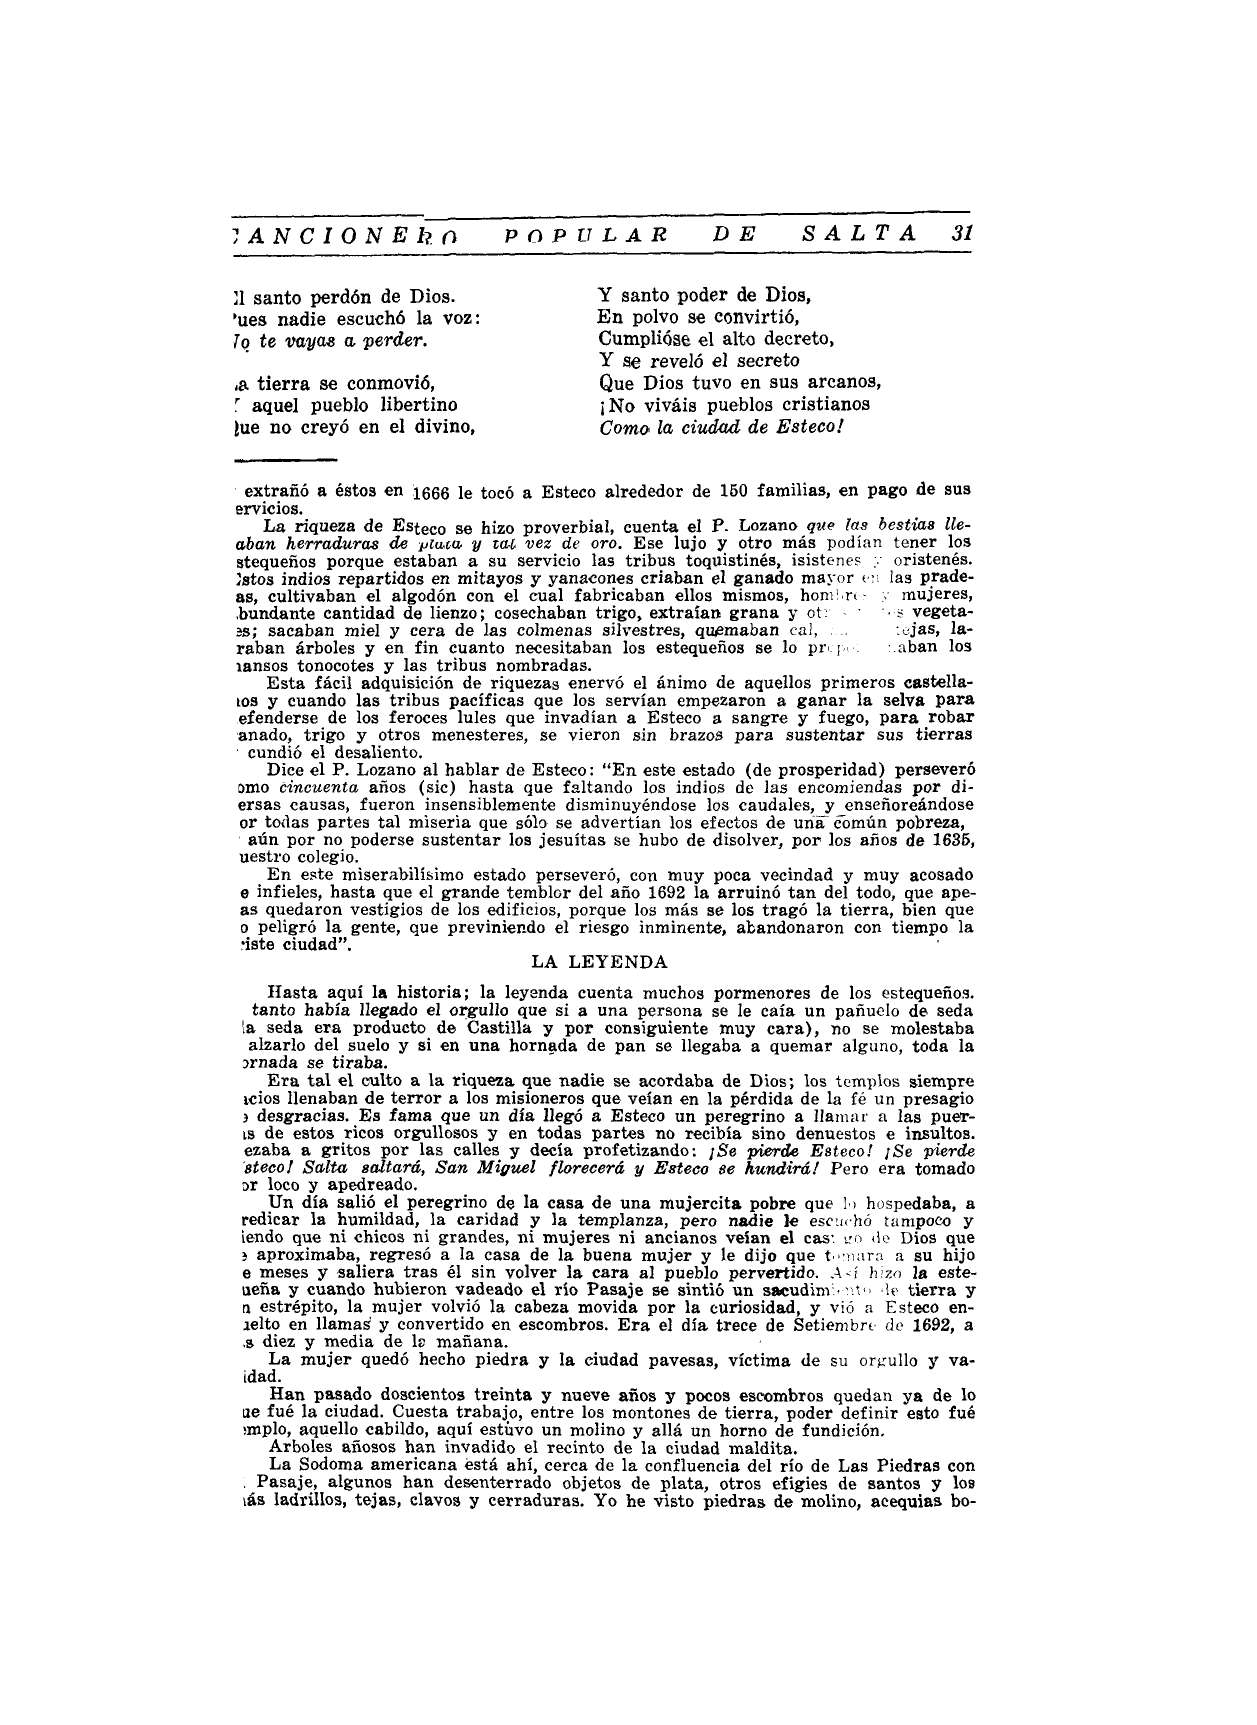 CANCIONERO POPULAR DE SALTA 31
El santo perdón de Dios.
Pues nadie escuchó la voz:
No te vayas a perder.
La tierra se conmovió,
Y aquel pueblo libertino
Que no creyó en el divino,
Y santo poder de Dios,
En polvo se convirtió,
Cumplióse el alto decreto,
Y se reveló el secreto
Que Dios tuvo en sus arcanos,
¡No viváis pueblos cristianos
Como la ciudad de Esteco!
extrañó a éstos en 1666 le tocó a Esteco alrededor de 150 familias, en pago de sus
ervicios.
La riqueza de Esteco se hizo proverbial, cuenta el P. Lozano que las bestias lle-
aban herraduras de plata y tal vez de oro. Ese lujo y otro más podían tener los
stequeños porque estaban a su servicio las tribus toquistinés, isistenes y oristenés.
Estos indios repartidos en mitayos y yanacones criaban el ganado mayor en las prade-
as, cultivaban el algodón con el cual fabricaban ellos mismos, hombres y mujeres,
abundante cantidad de lienzo; cosechaban trigo, extraían grana y vegeta-
es; sacaban miel y cera de las colmenas silvestres, quemaban cal, tejas, la-
raban árboles y en fin cuanto necesitaban los estequeños se lo los
mansos tonocotes y las tribus nombradas.
Esta fácil adquisición de riquezas enervó el ánimo de aquellos primeros castella-
nos y cuando las tribus pacíficas que los servían empezaron a ganar la selva para
efenderse de los feroces lules que invadían a Esteco a sangre y fuego, para robar
anado, trigo y otros menesteres, se vieron sin brazos para sustentar sus tierras
cundió el desaliento.
Dice el P. Lozano al hablar de Esteco: "En este estado (de prosperidad) perseveró
omo cincuenta años (sic) hasta que faltando los indios de las encomiendas por di-
ersas causas, fueron insensiblemente disminuyéndose los caudales, y enseñoreándose
or todas partes tal miseria que sólo se advertían los efectos de una común pobreza,
aún por no poderse sustentar los jesuítas se hubo de disolver, por los años de 1635,
uestro colegio.
En este miserabilísimo estado perseveró, con muy poca vecindad y muy acosado
e infieles, hasta que el grande temblor del año 1692 la arruinó tan del todo, que ape-
as quedaron vestigios de los edificios, porque los más se los tragó la tierra, bien que
o peligró la gente, que previniendo el riesgo inminente, abandonaron con tiempo la
riste ciudad".
LA LEYENDA
Hasta aquí la historia; la leyenda cuenta muchos pormenores de los estequeños.
tanto había llegado el orgullo que si a una persona se le caía un pañuelo de seda
la seda era producto de Castilla y por consiguiente muy cara), no se molestaba
alzarlo del suelo y si en una hornada de pan se llegaba a quemar alguno, toda la
ornada se tiraba.
Era tal el culto a la riqueza que nadie se acordaba de Dios; los templos siempre
acios llenaban de terror a los misioneros que veían en la pérdida de la fé un presagio
e desgracias. Es fama que un día llegó a Esteco un peregrino a llamar a las puer-
as de estos ricos orgullosos y en todas partes no recibía sino denuestos e insultos.
ezaba a gritos por las calles y decía profetizando: ¡Se pierde Esteco! ¡Se pierde
steco! Salta saltará, San Miguel florecerá y Esteco se hundirá! Pero era tomado
or loco y apedreado.
Un día salió el peregrino de la casa de una mujercita pobre que lo hospedaba, a
redicar la humildad, la caridad y la templanza, pero nadie le escuchó tampoco y
iendo que ni chicos ni grandes, ni mujeres ni ancianos veían el castigo de Dios que
e aproximaba, regresó a la casa de la buena mujer y le dijo que tomara a su hijo
e meses y saliera tras él sin volver la cara al pueblo pervertido. Así hizo la este-
ueña y cuando hubieron vadeado el río Pasaje se sintió un sacudimiento de tierra y
n estrépito, la mujer volvió la cabeza movida por la curiosidad, y vió a Esteco en-
uelto en llamas y convertido en escombros. Era el día trece de Setiembre de 1692, a
as diez y media de la mañana.
La mujer quedó hecho piedra y la ciudad pavesas, víctima de su orgullo y va-
idad.
Han pasado doscientos treinta y nueve años y pocos escombros quedan ya de lo
ue fué la ciudad. Cuesta trabajo, entre los montones de tierra, poder definir esto fué
emplo, aquello cabildo, aquí estuvo un molino y allá un horno de fundición.
Arboles añosos han invadido el recinto de la ciudad maldita.
La Sodoma americana está ahí, cerca de la confluencia del río de Las Piedras con
Pasaje, algunos han desenterrado objetos de plata, otros efigies de santos y los
más ladrillos, tejas, clavos y cerraduras. Yo he visto piedras de molino, acequias bo-